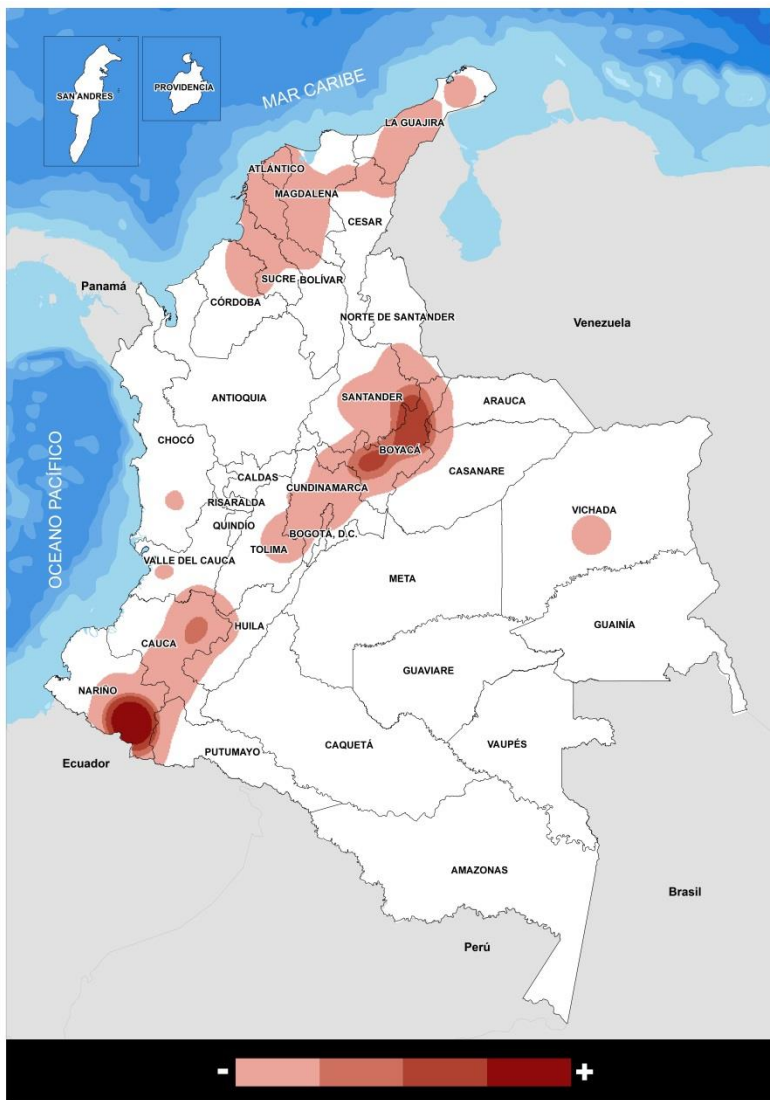 SAN ANDRES
PROVIDENCIA
MAR CARIBE
LA GUAJIRA
ATLÁNTICO
MAGDALENA
CESAR
SUCRE
BOLÍVAR
CÓRDOBA
Panamá
NORTE DE SANTANDER
Venezuela
ANTIOQUIA
SANTANDER
ARAUCA
CHOCÓ
BOYACÁ
OCEANO PACÍFICO
CASANARE
CALDAS
CUNDINAMARCA
RISARALDA
VICHADA
QUINDÍO
BOGOTÁ, D.C.
TOLIMA
VALLE DEL CAUCA
META
HUILA
GUAINÍA
CAUCA
GUAVIARE
NARIÑO
CAQUETÁ
VAUPÉS
PUTUMAYO
Ecuador
AMAZONAS
Brasil
Perú
- +